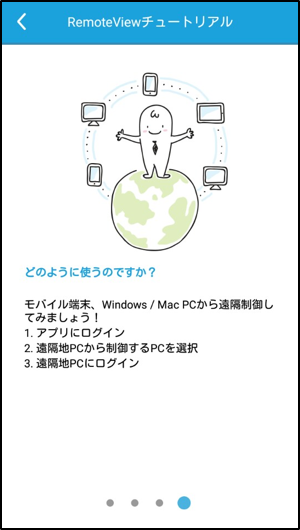 RemoteViewチュートリアル
どのように使うのですか？
モバイル端末、Windows / Mac PCから遠隔制御し
てみましょう！
1. アプリにログイン
2. 遠隔地PCから制御するPCを選択
3. 遠隔地PCにログイン